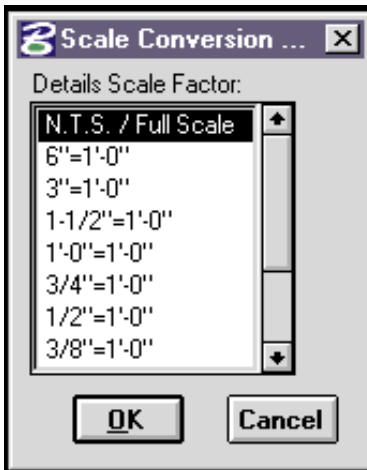 Scale Conversion ...
Details Scale Factor:
N.T.S. / Full Scale
6"=1'-0"
3"=1'-0"
1-1/2"=1'-0"
1'-0"=1'-0"
3/4"=1'-0"
1/2"=1'-0"
3/8"=1'-0"
OK Cancel